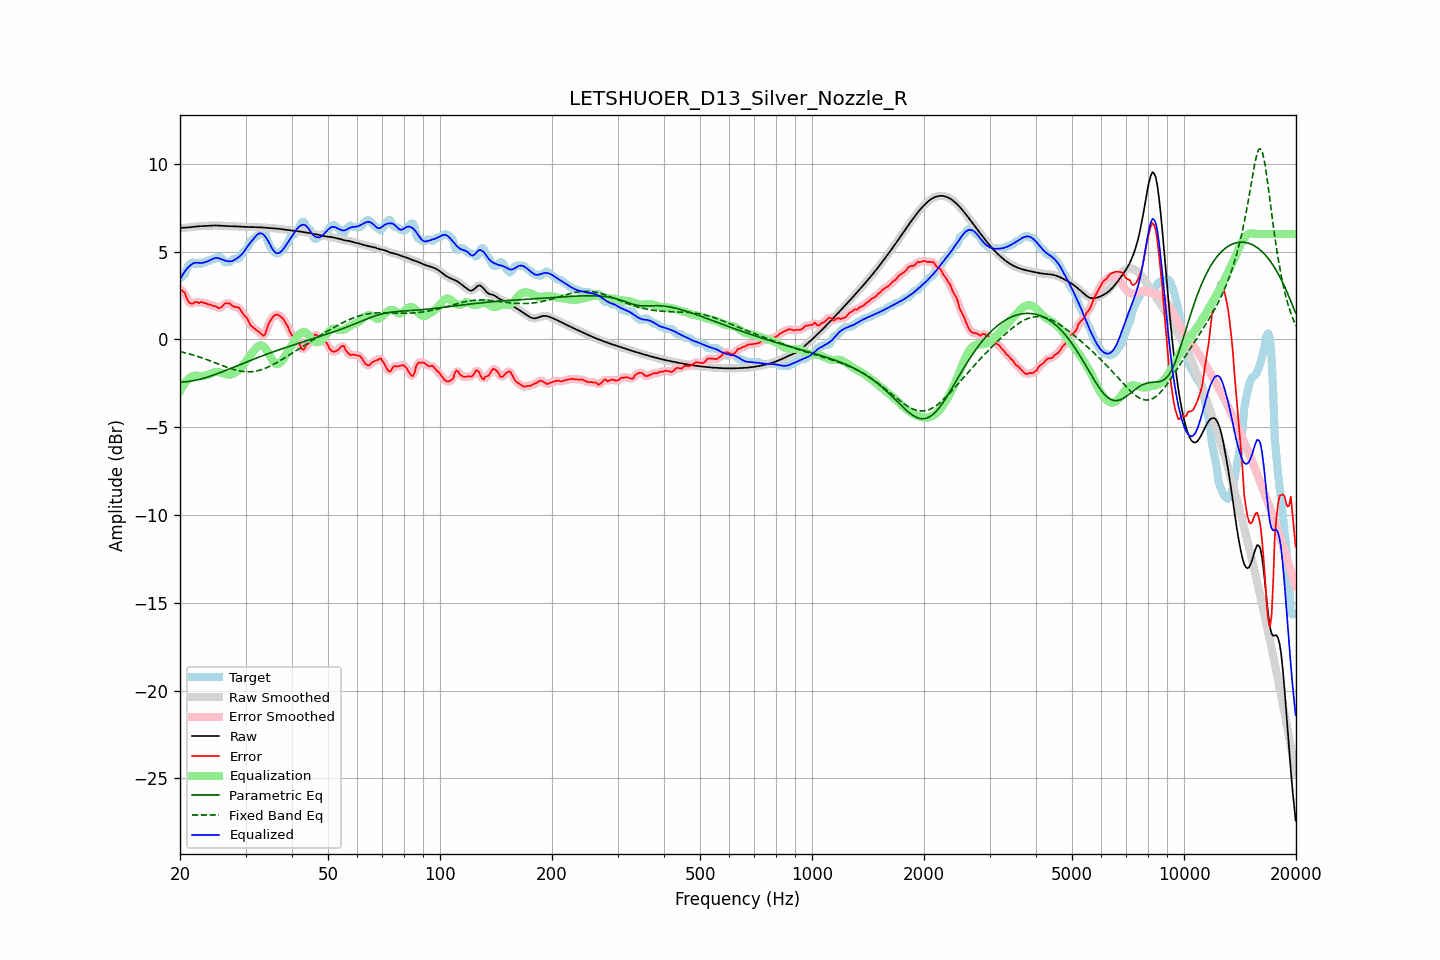 LETSHUOER_D13_Silver_Nozzle_R
Amplitude (dBr)
10
5
0
−5
−10
−15
−20
−25
Target
Raw Smoothed
Error Smoothed
Raw
Error
Equalization
Parametric Eq
Fixed Band Eq
Equalized
20 50 100 200 500 1000 2000 5000 10000 20000
Frequency (Hz)